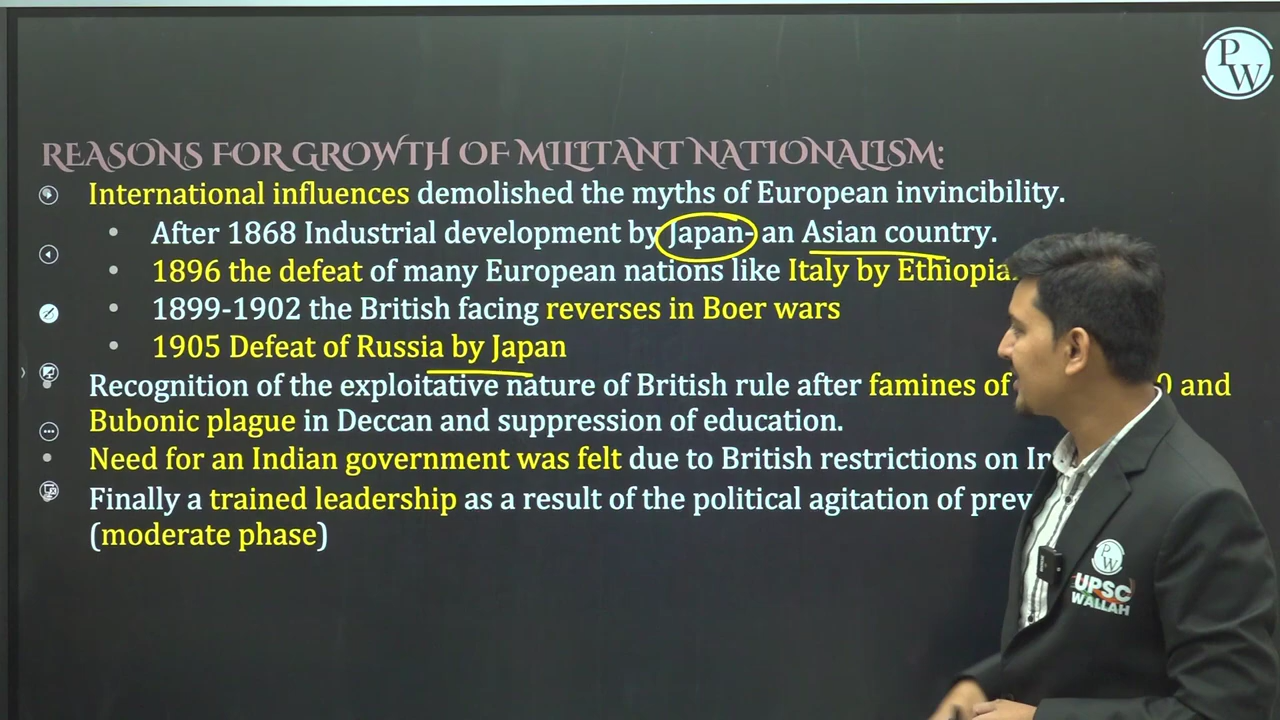 PW
REASONS FOR GROWTH OF MILITANT NATIONALISM:
International influences demolished the myths of European invincibility.
• After 1868 Industrial development by Japan- an Asian country.
• 1896 the defeat of many European nations like Italy by Ethiopia.
• 1899-1902 the British facing reverses in Boer wars
• 1905 Defeat of Russia by Japan
Recognition of the exploitative nature of British rule after famines of 0 and
Bubonic plague in Deccan and suppression of education.
• Need for an Indian government was felt due to British restrictions on
Finally a trained leadership as a result of the political agitation of
(moderate phase)
PW
UPSC
WALLAH